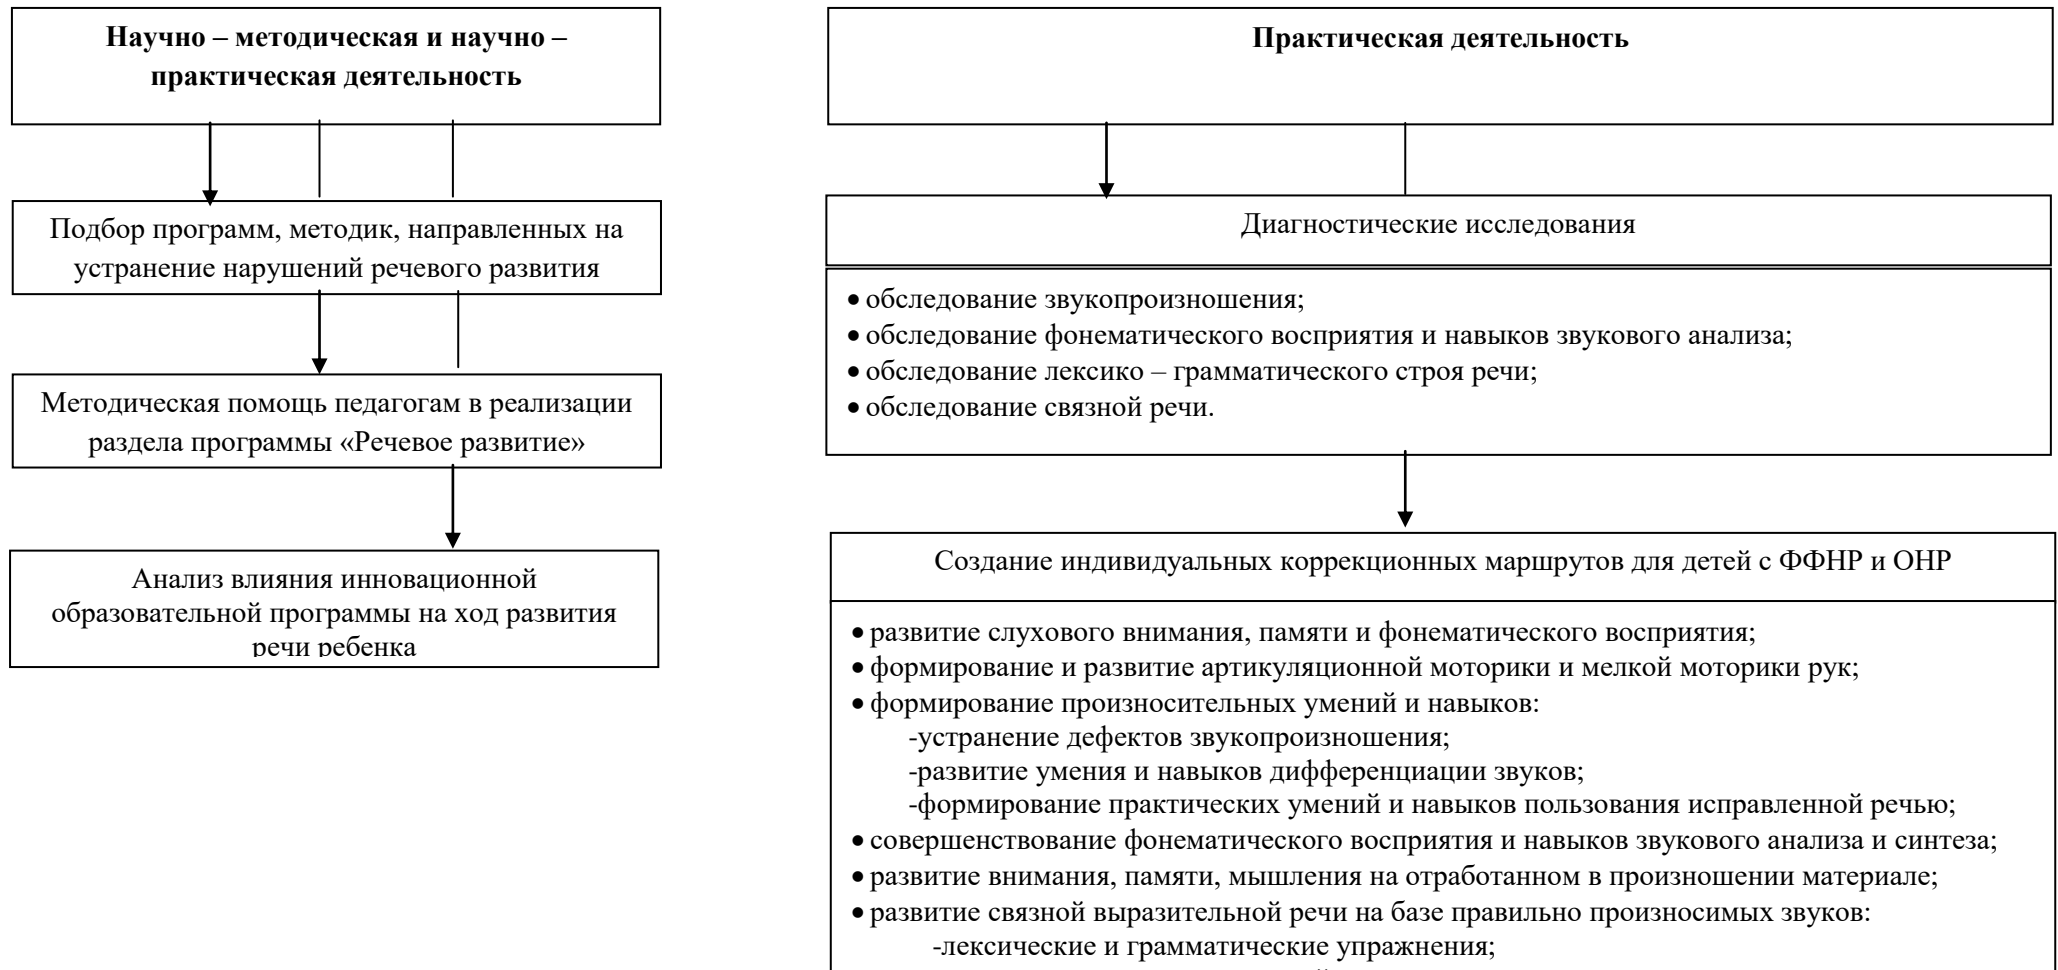 Научно – методическая и научно –
практическая деятельность
Подбор программ, методик, направленных на
устранение нарушений речевого развития
Методическая помощь педагогам в реализации
раздела программы «Речевое развитие»
Анализ влияния инновационной
образовательной программы на ход развития
речи ребенка
Практическая деятельность
Диагностические исследования
• обследование звукопроизношения;
• обследование фонематического восприятия и навыков звукового анализа;
• обследование лексико – грамматического строя речи;
• обследование связной речи.
Создание индивидуальных коррекционных маршрутов для детей с ФФНР и ОНР
• развитие слухового внимания, памяти и фонематического восприятия;
• формирование и развитие артикуляционной моторики и мелкой моторики рук;
• формирование произносительных умений и навыков:
-устранение дефектов звукопроизношения;
-развитие умения и навыков дифференциации звуков;
-формирование практических умений и навыков пользования исправленной речью;
• совершенствование фонематического восприятия и навыков звукового анализа и синтеза;
• развитие внимания, памяти, мышления на отработанном в произношении материале;
• развитие связной выразительной речи на базе правильно произносимых звуков:
-лексические и грамматические упражнения;